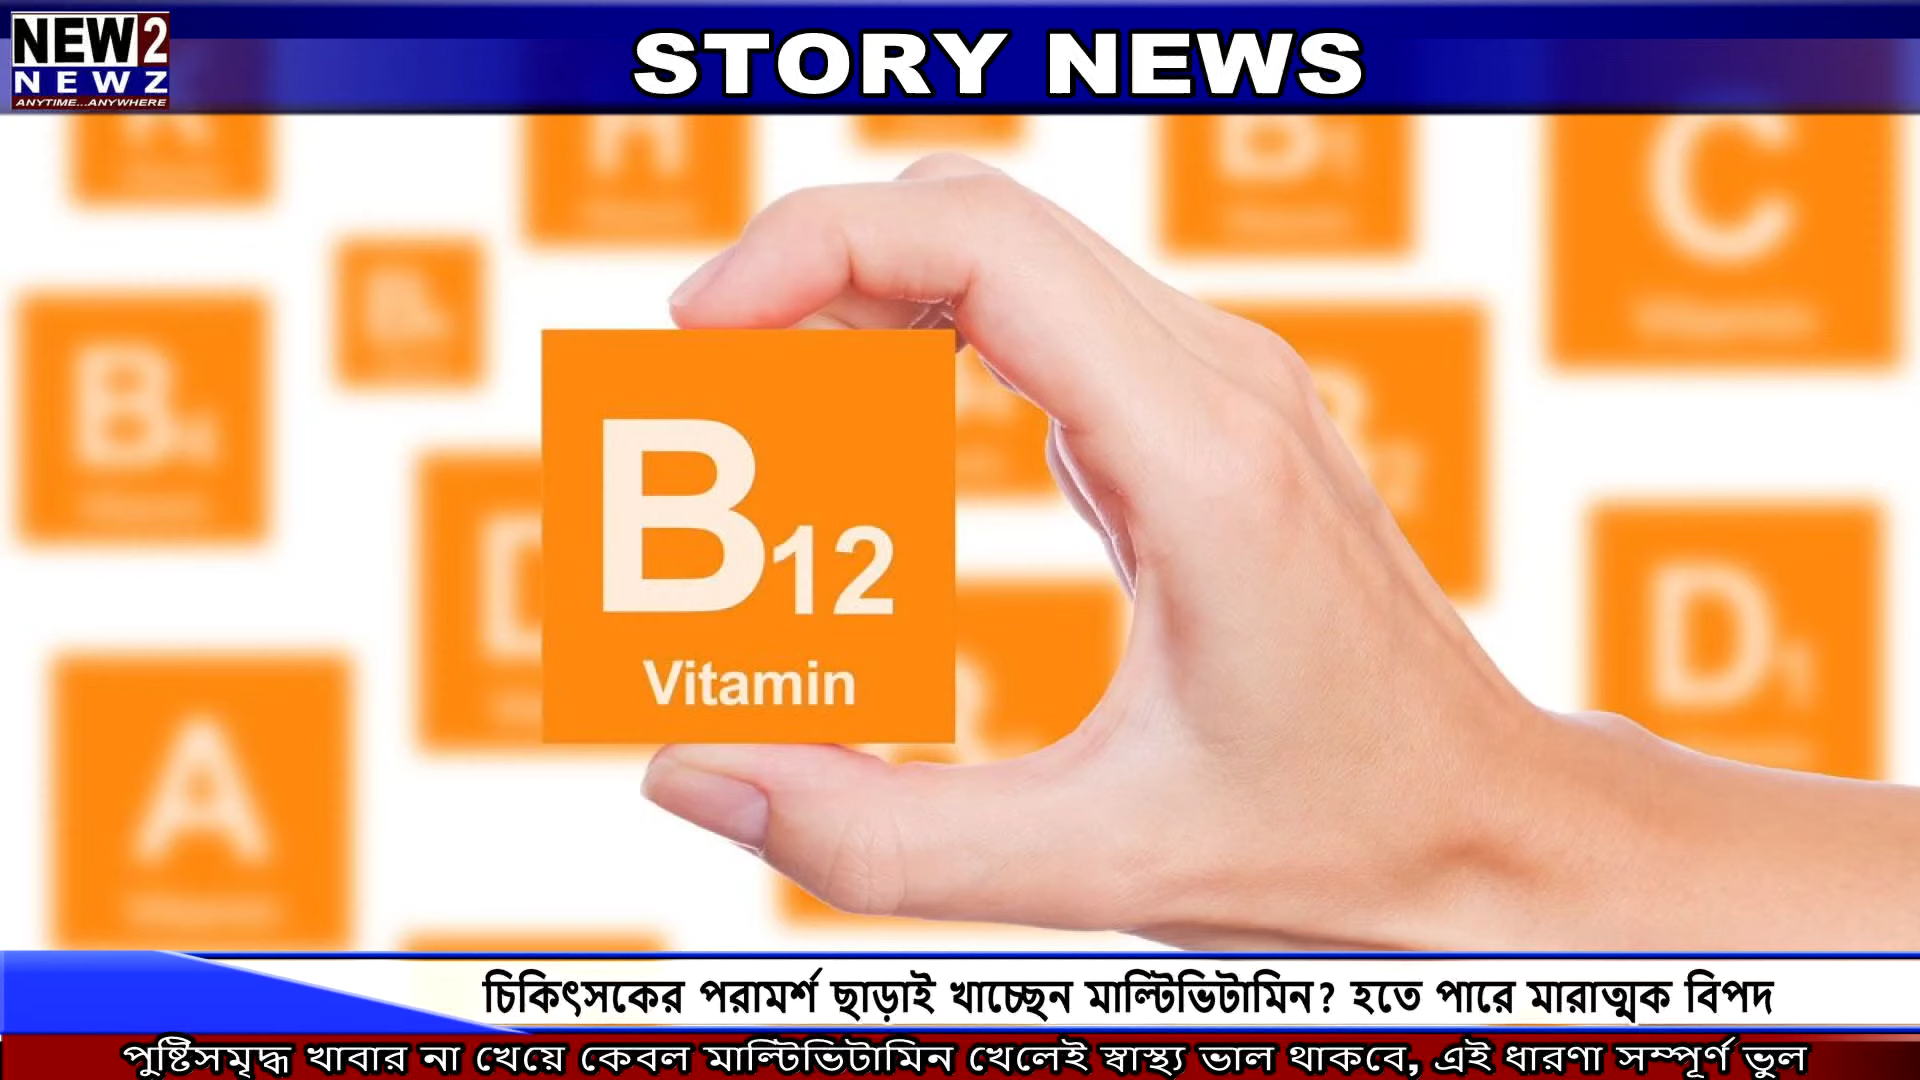 NEW2
NEWZ
ANYTIME...ANYWHERE
STORY NEWS
C
B
D
A
B12
Vitamin
চিকিৎসকের পরামর্শ ছাড়াই খাচ্ছেন মাল্টিভিটামিন? হতে পারে মারাত্মক বিপদ
পুষ্টিসমৃদ্ধ খাবার না খেয়ে কেবল মাল্টিভিটামিন খেলেই স্বাস্থ্য ভাল থাকবে, এই ধারণা সম্পূর্ণ ভুল